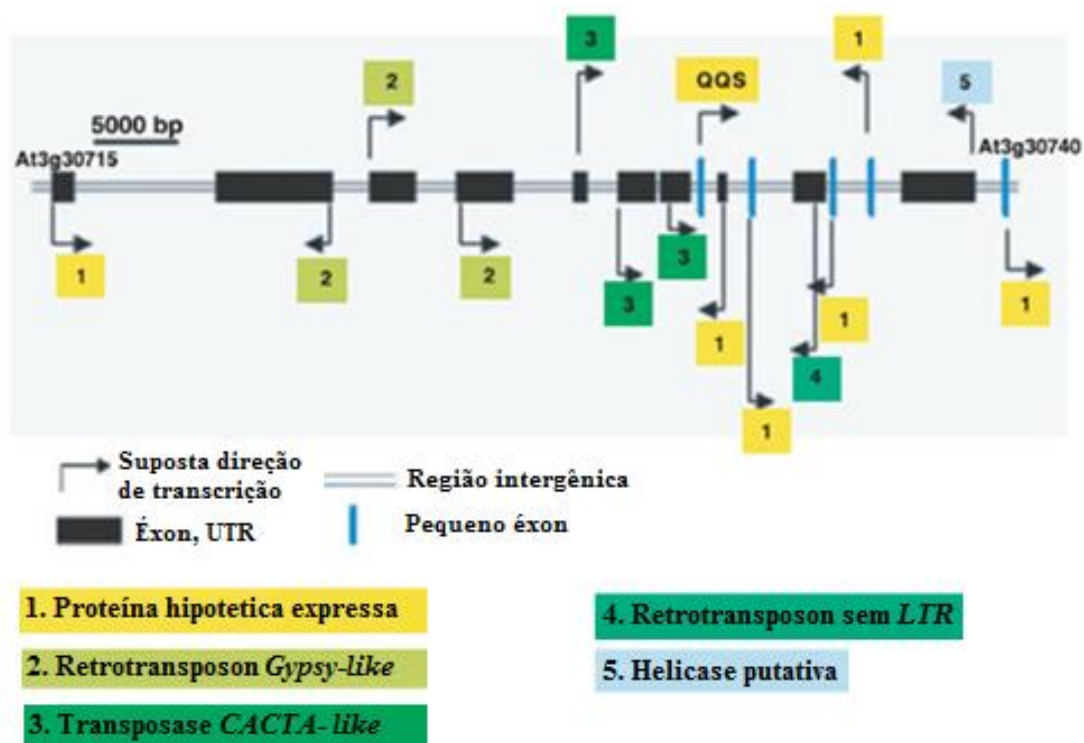 3
1
2
QQS
5
5000 bp
At3g30715
At3g30740
1
2
2
3
3
1
1
1
4
1
Suposta direção
de transcrição
Região intergênica
Éxon, UTR
Pequeno éxon
1. Proteína hipotetica expressa
2. Retrotransposon Gypsy-like
3. Transposase CACTA-like
4. Retrotransposon sem LTR
5. Helicase putativa